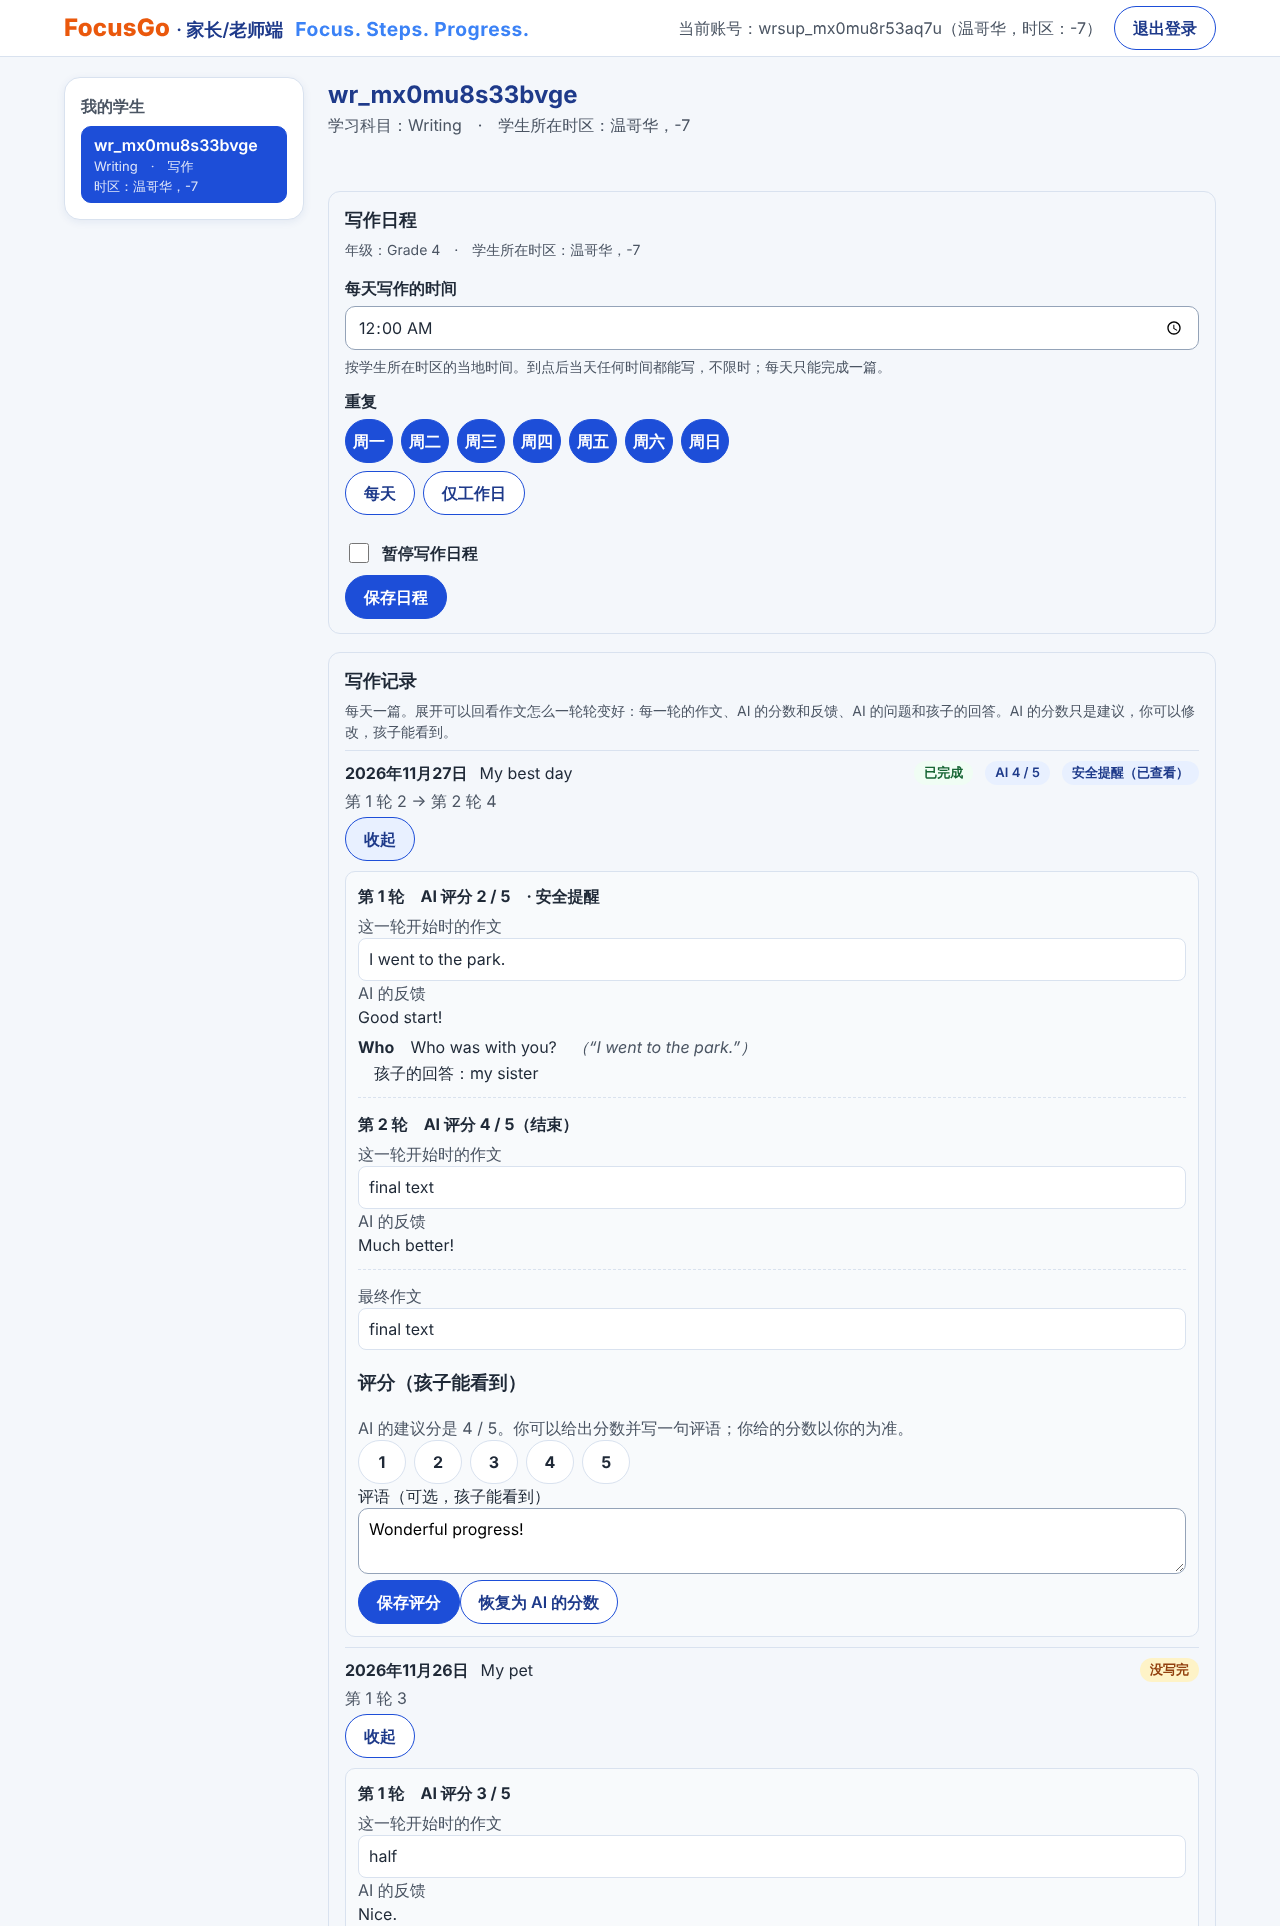 FocusGo · 家长/老师端 Focus. Steps. Progress.
当前账号：wrsup_mx0mu8r53aq7u（温哥华，时区：-7）
退出登录
我的学生
wr_mx0mu8s33bvge
Writing · 写作
时区：温哥华，-7
wr_mx0mu8s33bvge
学习科目：Writing · 学生所在时区：温哥华，-7
写作日程
年级：Grade 4 · 学生所在时区：温哥华，-7
每天写作的时间
12:00 AM
按学生所在时区的当地时间。到点后当天任何时间都能写，不限时；每天只能完成一篇。
重复
周一 周二 周三 周四 周五 周六 周日
每天 仅工作日
暂停写作日程
保存日程
写作记录
每天一篇。展开可以回看作文怎么一轮轮变好：每一轮的作文、AI 的分数和反馈、AI 的问题和孩子的回答。AI 的分数只是建议，你可以修
改，孩子能看到。
2026年11月27日 My best day 已完成 AI 4 / 5 安全提醒（已查看）
第 1 轮 2 → 第 2 轮 4
收起
第 1 轮 AI 评分 2 / 5 · 安全提醒
这一轮开始时的作文
I went to the park.
AI 的反馈
Good start!
Who Who was with you? （“I went to the park.”）
孩子的回答：my sister
第 2 轮 AI 评分 4 / 5（结束）
这一轮开始时的作文
final text
AI 的反馈
Much better!
最终作文
final text
评分（孩子能看到）
AI 的建议分是 4 / 5。你可以给出分数并写一句评语；你给的分数以你的为准。
1 2 3 4 5
评语（可选，孩子能看到）
Wonderful progress!
保存评分 恢复为 AI 的分数
2026年11月26日 My pet 没写完
第 1 轮 3
收起
第 1 轮 AI 评分 3 / 5
这一轮开始时的作文
half
AI 的反馈
Nice.